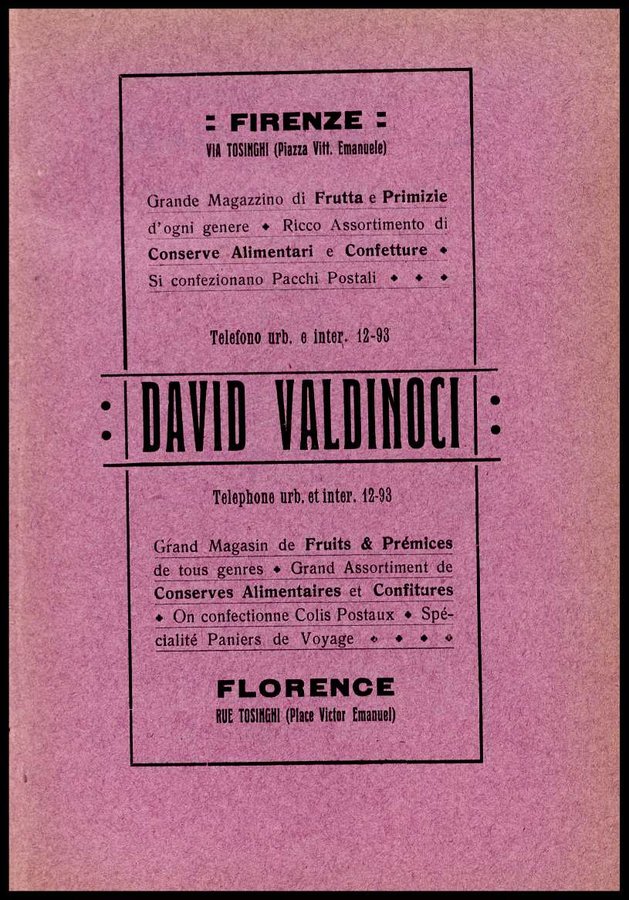 :: FIRENZE ::
VIA TOSINGHI (Piazza Vitt. Emanuele)
Grande Magazzino di Frutta e Primizie
d'ogni genere ◆ Ricco Assortimento di
Conserve Alimentari e Confetture ◆
Si confezionano Pacchi Postali ◆ ◆ ◆
Telefono urb. e inter. 12-93
: DAVID VALDINOCI :
Telephone urb. et inter. 12-93
Grand Magasin de Fruits & Prémices
de tous genres ◆ Grand Assortiment de
Conserves Alimentaires et Confitures
◆ On confectionne Colis Postaux ◆ Spé-
cialité Paniers de Voyage ◆ ◆ ◆ ◆
FLORENCE
RUE TOSINGHI (Place Victor Emanuel)